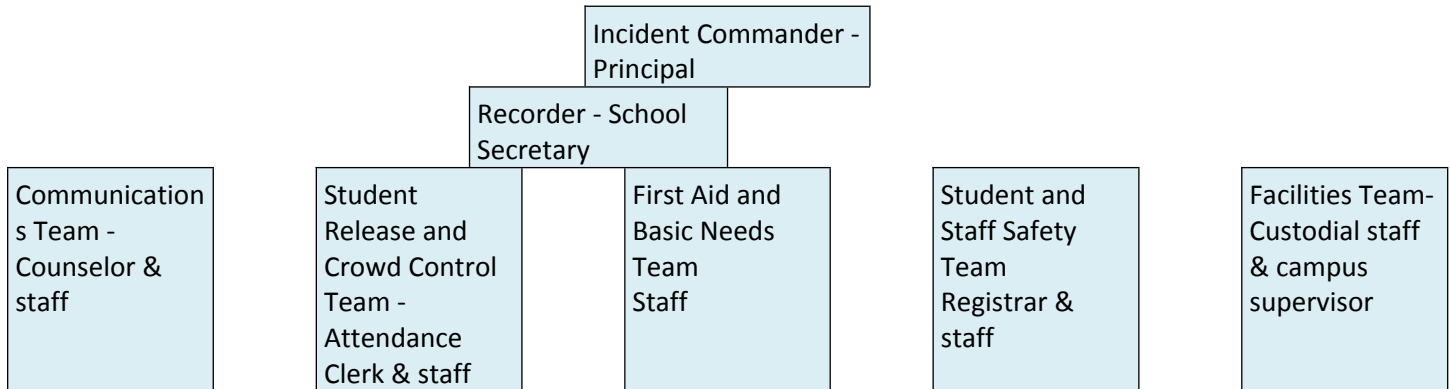 Incident Commander -
Principal
Recorder - School
Secretary
Communication
s Team -
Counselor &
staff
Student
Release and
Crowd Control
Team -
Attendance
Clerk & staff
First Aid and
Basic Needs
Team
Staff
Student and
Staff Safety
Team
Registrar &
staff
Facilities Team-
Custodial staff
& campus
supervisor